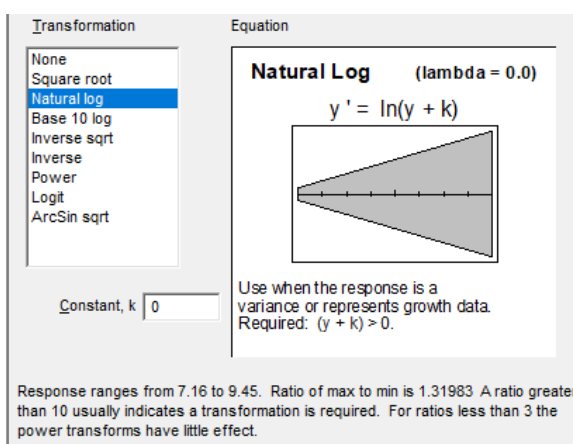 Transformation
Equation
None
Square root
Natural log
Base 10 log
Inverse sqrt
Inverse
Power
Logit
ArcSin sqrt
Constant, k 0
Natural Log (lambda = 0.0)
y ' = ln(y + k)
Use when the response is a
variance or represents growth data.
Required: (y + k) > 0.
Response ranges from 7.16 to 9.45. Ratio of max to min is 1.31983 A ratio greater
than 10 usually indicates a transformation is required. For ratios less than 3 the
power transforms have little effect.